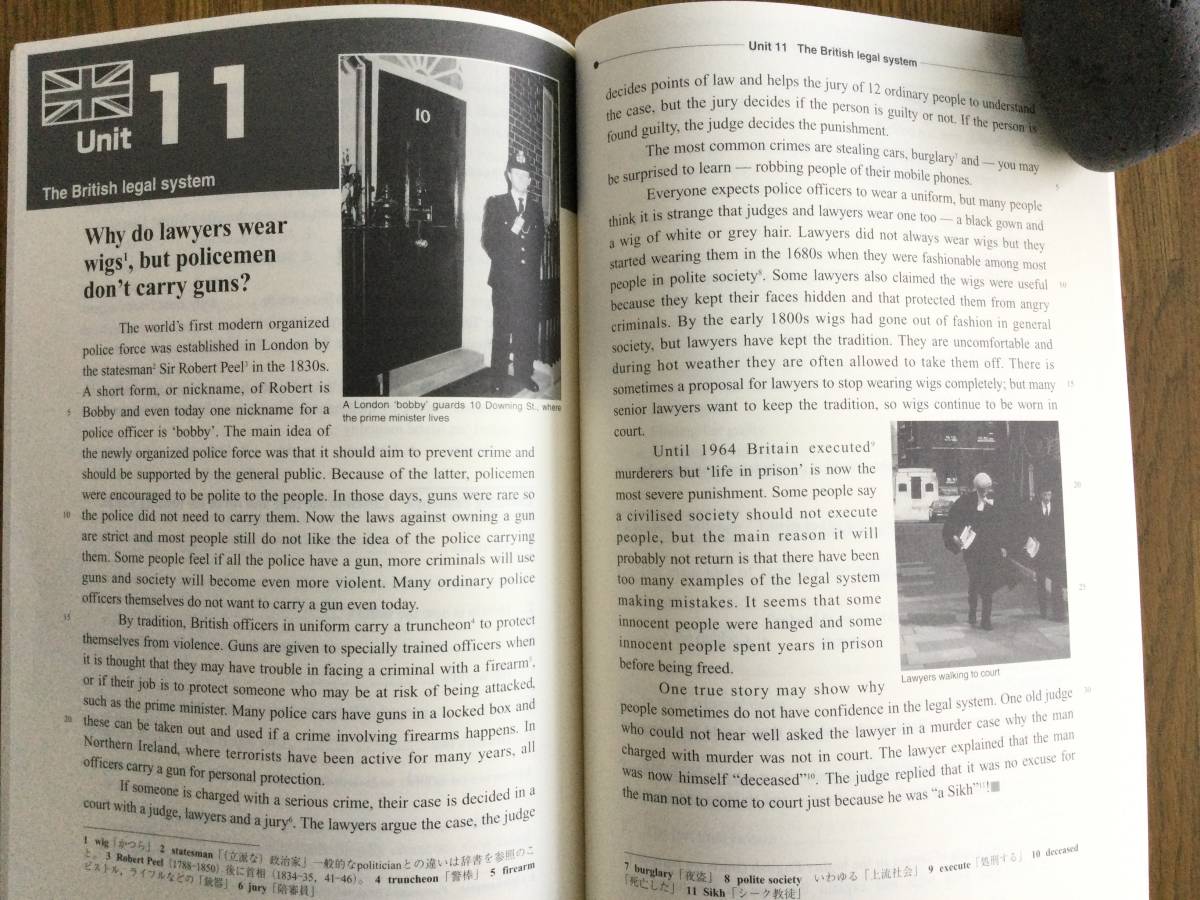 Unit 11
The British legal system
Why do lawyers wear
wigs¹, but policemen
don't carry guns?
10
A London 'bobby' guards 10 Downing St., where
the prime minister lives
The world's first modern organized
police force was established in London by
the statesman² Sir Robert Peel³ in the 1830s.
A short form, or nickname, of Robert is
5 Bobby and even today one nickname for a
police officer is 'bobby'. The main idea of
the newly organized police force was that it should aim to prevent crime and
should be supported by the general public. Because of the latter, policemen
were encouraged to be polite to the people. In those days, guns were rare so
10 the police did not need to carry them. Now the laws against owning a gun
are strict and most people still do not like the idea of the police carrying
them. Some people feel if all the police have a gun, more criminals will use
guns and society will become even more violent. Many ordinary police
officers themselves do not want to carry a gun even today.
15 By tradition, British officers in uniform carry a truncheon⁴ to protect
themselves from violence. Guns are given to specially trained officers when
it is thought that they may have trouble in facing a criminal with a firearm⁵,
or if their job is to protect someone who may be at risk of being attacked,
such as the prime minister. Many police cars have guns in a locked box and
20 these can be taken out and used if a crime involving firearms happens. In
Northern Ireland, where terrorists have been active for many years, all
officers carry a gun for personal protection.
If someone is charged with a serious crime, their case is decided in a
court with a judge, lawyers and a jury⁶. The lawyers argue the case, the judge
1 wig「かつら」 2 statesman「(立派な) 政治家」一般的なpoliticianとの違いは辞書を参照のこ
と。 3 Robert Peel (1788-1850) 後に首相 (1834-35, 41-46)。 4 truncheon「警棒」 5 firearm
ピストル，ライフルなどの「銃器」 6 jury「陪審員」
Unit 11 The British legal system
decides points of law and helps the jury of 12 ordinary people to understand
the case, but the jury decides if the person is guilty or not. If the person is
found guilty, the judge decides the punishment.
The most common crimes are stealing cars, burglary⁷ and — you may
be surprised to learn — robbing people of their mobile phones. 5
Everyone expects police officers to wear a uniform, but many people
think it is strange that judges and lawyers wear one too — a black gown and
a wig of white or grey hair. Lawyers did not always wear wigs but they
started wearing them in the 1680s when they were fashionable among most
people in polite society⁸. Some lawyers also claimed the wigs were useful 10
because they kept their faces hidden and that protected them from angry
criminals. By the early 1800s wigs had gone out of fashion in general
society, but lawyers have kept the tradition. They are uncomfortable and
during hot weather they are often allowed to take them off. There is
sometimes a proposal for lawyers to stop wearing wigs completely; but many 15
senior lawyers want to keep the tradition, so wigs continue to be worn in
court.
Until 1964 Britain executed⁹
murderers but 'life in prison' is now the
most severe punishment. Some people say 20
a civilised society should not execute
people, but the main reason it will
probably not return is that there have been
too many examples of the legal system
making mistakes. It seems that some 25
innocent people were hanged and some
innocent people spent years in prison
before being freed.
Lawyers walking to court
One true story may show why
people sometimes do not have confidence in the legal system. One old judge 30
who could not hear well asked the lawyer in a murder case why the man
charged with murder was not in court. The lawyer explained that the man
was now himself “deceased”¹⁰. The judge replied that it was no excuse for
the man not to come to court just because he was “a Sikh”¹¹!■
7 burglary「夜盗」 8 polite society いわゆる「上流社会」 9 execute「処刑する」 10 deceased
「死亡した」 11 Sikh「シーク教徒」